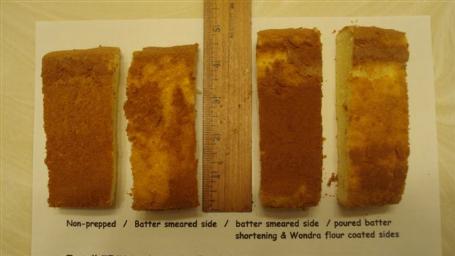 Non-prepped / Batter smeared side / batter smeared side / poured batter
shortening & Wondra flour coated sides